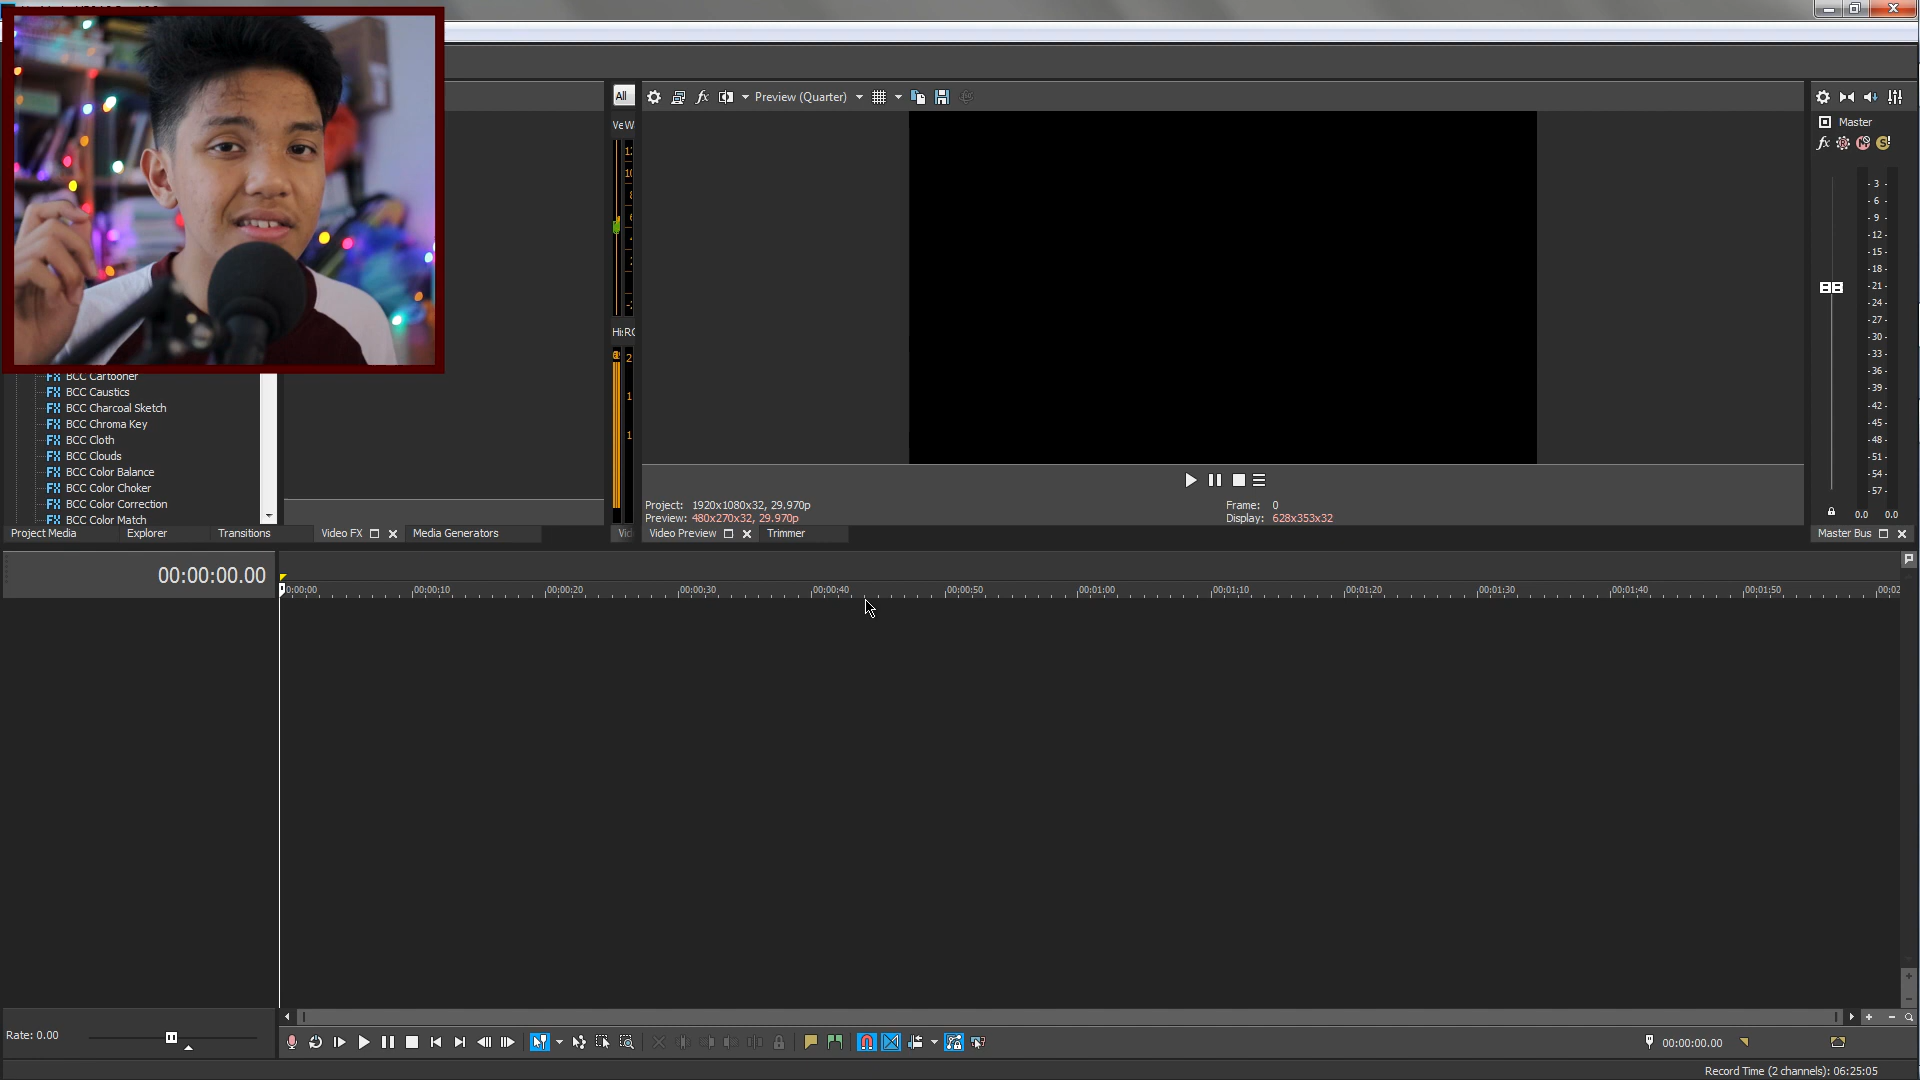 All
Preview (Quarter)
Master
-3-
-6-
-9-
-12-
-15-
-18-
-21-
-24-
-27-
-30-
-33-
-36-
-39-
-42-
-45-
-48-
-51-
-54-
-57-
0.0 0.0
BCC Cartooner
BCC Caustics
BCC Charcoal Sketch
BCC Chroma Key
BCC Cloth
BCC Clouds
BCC Color Balance
BCC Color Choker
BCC Color Correction
BCC Color Match
Project: 1920x1080x32, 29.970p
Preview: 480x270x32, 29.970p
Frame: 0
Display: 628x353x32
Project Media Explorer Transitions Video FX Media Generators
Video Preview Trimmer
Master Bus
00:00:00.00
0:00:00 00:00:10 00:00:20 00:00:30 00:00:40 00:00:50 00:01:00 00:01:10 00:01:20 00:01:30 00:01:40 00:01:50 00:02
Rate: 0.00
00:00:00.00
Record Time (2 channels): 06:25:05